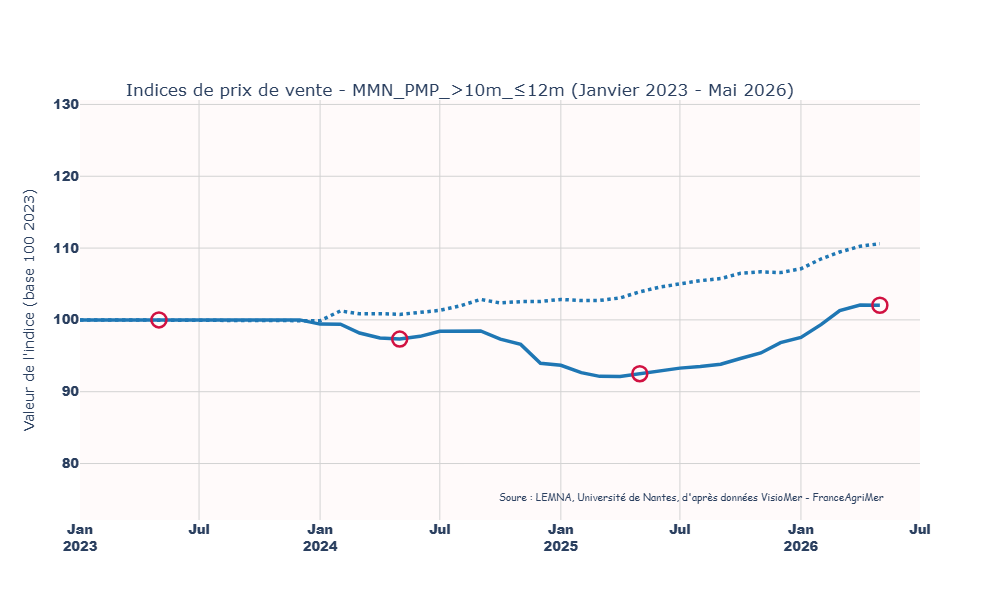 Indices de prix de vente - MMN_PMP_>10m_≤12m (Janvier 2023 - Mai 2026)
Valeur de l'indice (base 100 2023)
130
120
110
100
90
80
Soure : LEMNA, Université de Nantes, d'après données VisioMer - FranceAgriMer
Jan
2023
Jul
Jan
2024
Jul
Jan
2025
Jul
Jan
2026
Jul